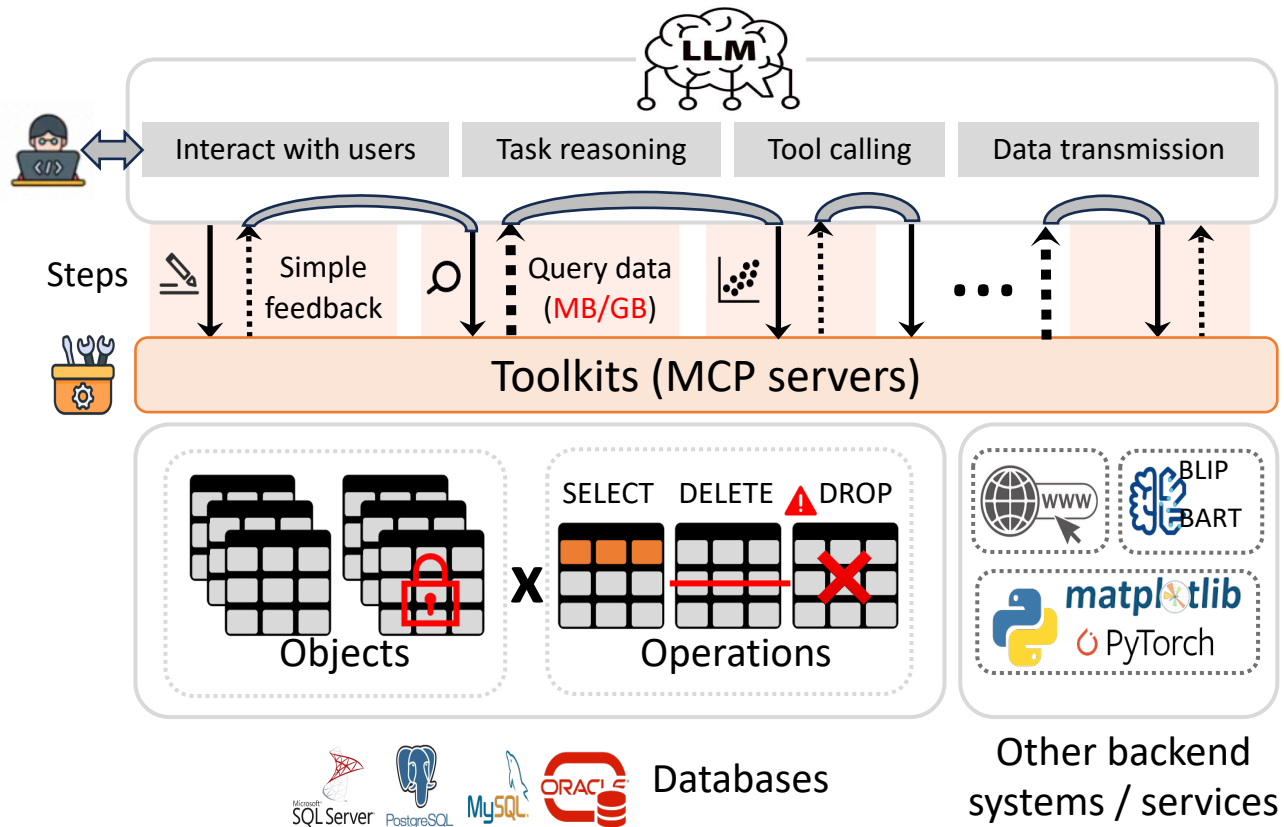 LLM
Interact with users
Task reasoning
Tool calling
Data transmission
</>
Steps
Simple
feedback
Query data
(MB/GB)
...
Toolkits (MCP servers)
SELECT
DELETE
! DROP
x
Objects
Operations
www
BLIP
BART
matplotlib
PyTorch
Microsoft®
SQL Server
PostgreSQL
MySQL
ORACLE
Databases
Other backend
systems / services